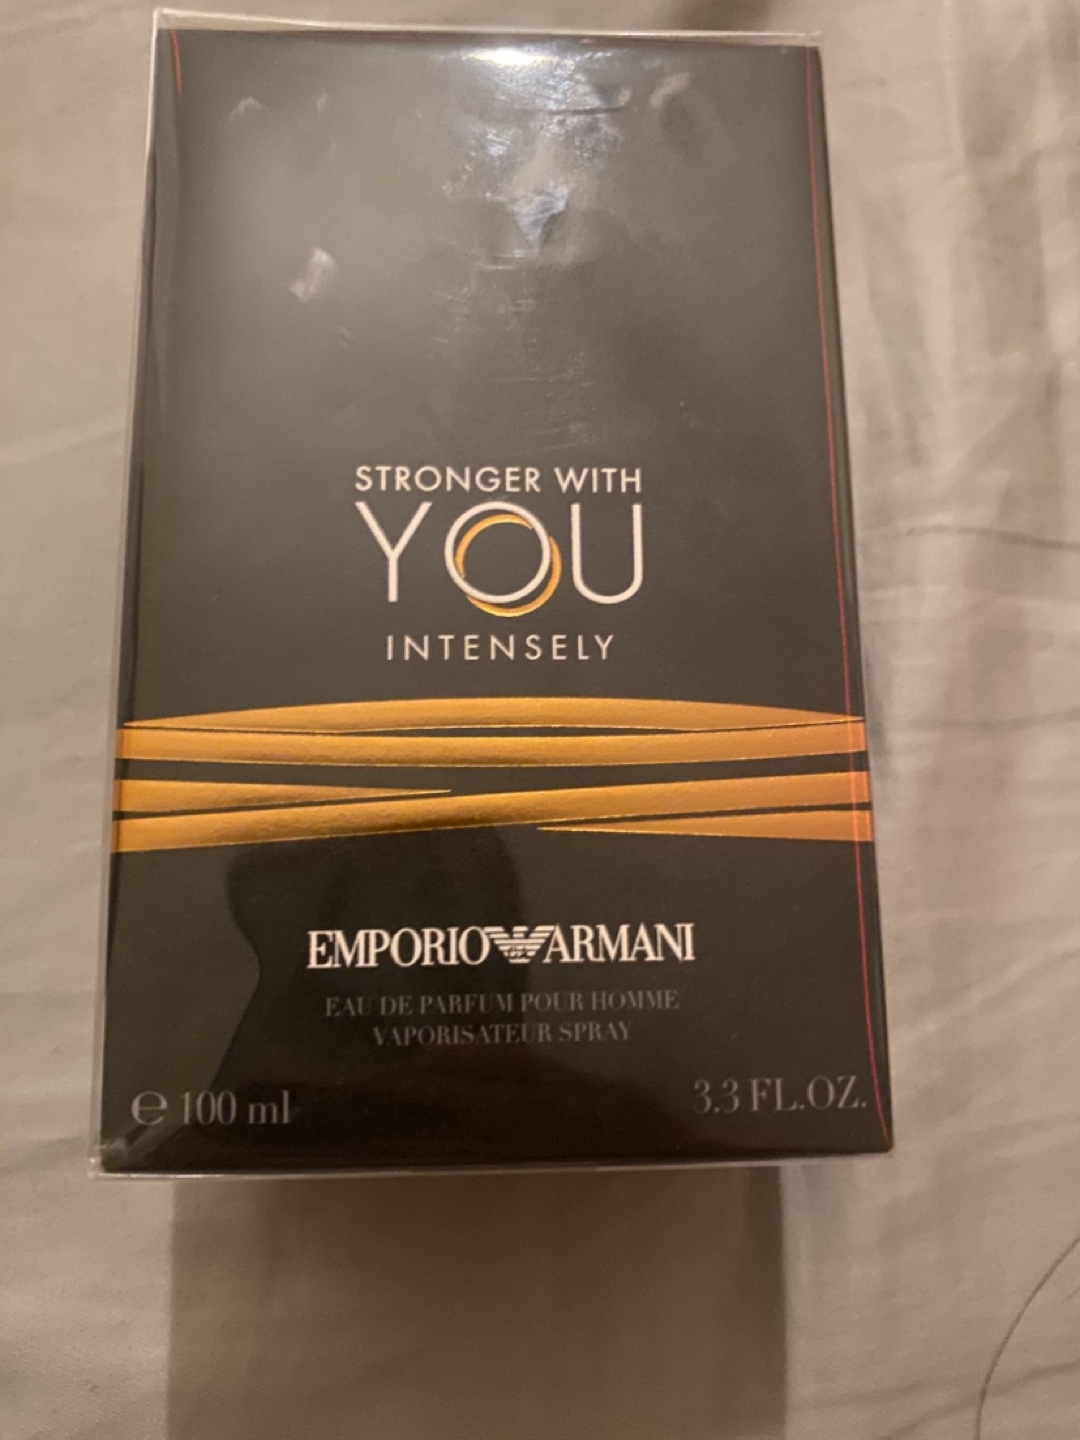 STRONGER WITH
YOU
INTENSELY
EMPORIO ARMANI
EAU DE PARFUM POUR HOMME
VAPORISATEUR SPRAY
℮ 100 ml 3.3 FL.OZ.